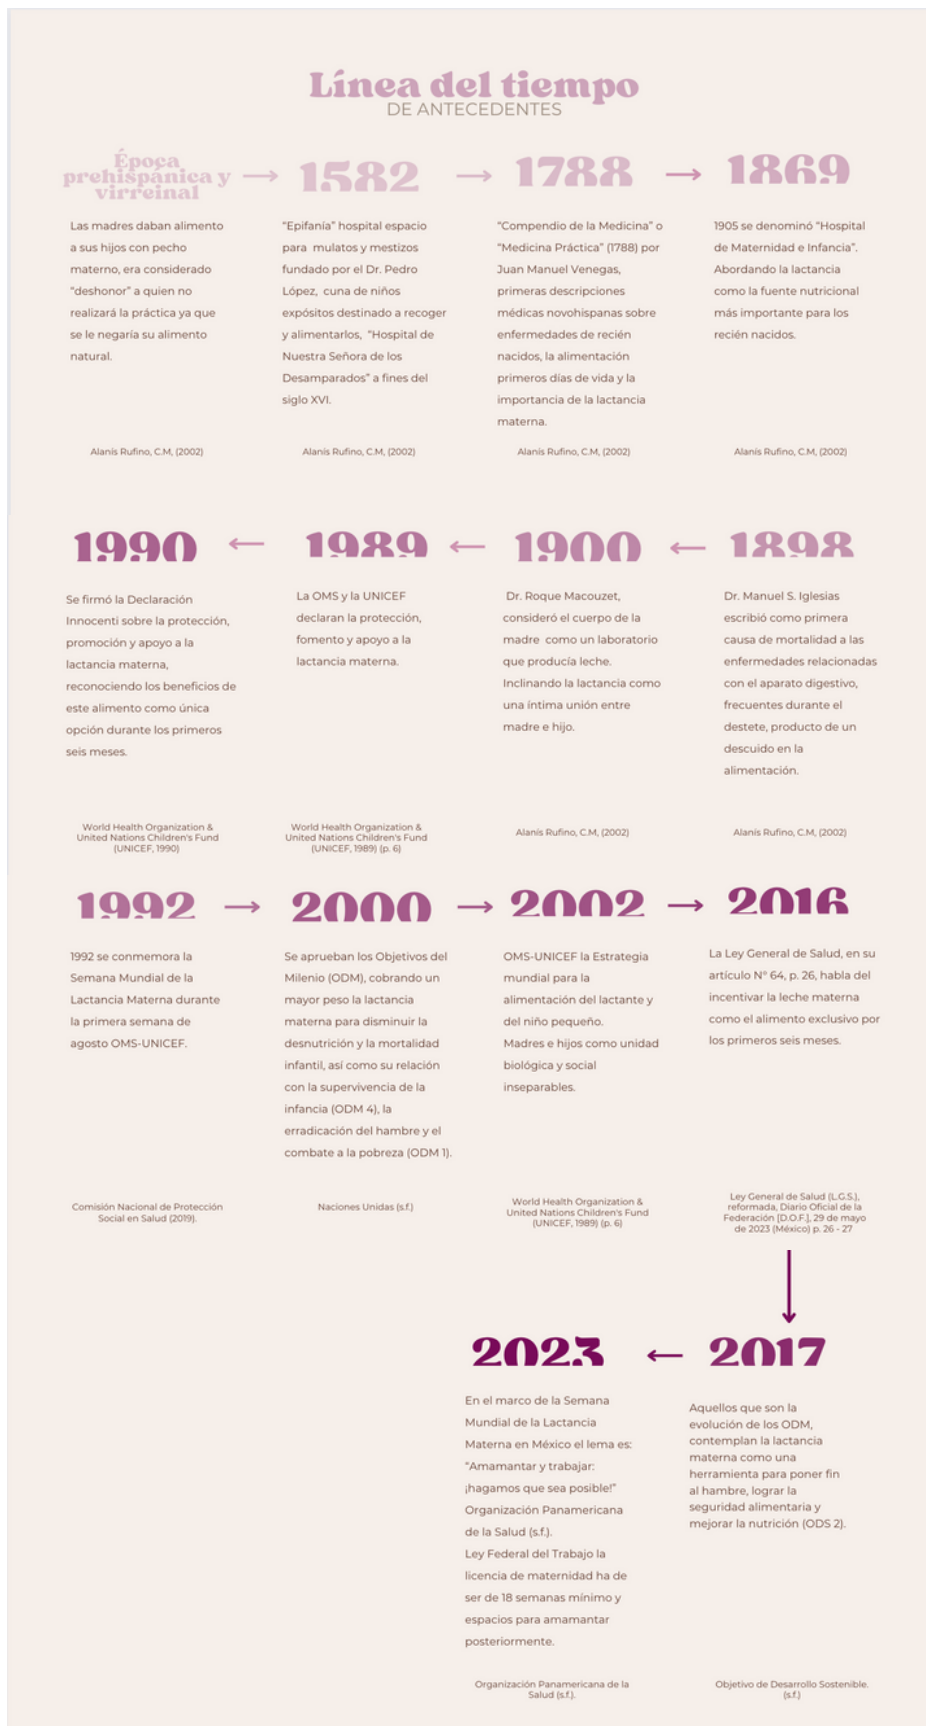 Línea del tiempo
DE ANTECEDENTES
Época
prehispánica y
virreinal
Las madres daban alimento
a sus hijos con pecho
materno, era considerado
"deshonor" a quien no
realizará la práctica ya que
se le negaría su alimento
natural.
Alanís Rufino, C.M, (2002)
1582
"Epifanía" hospital espacio
para mulatos y mestizos
fundado por el Dr. Pedro
López, cuna de niños
expósitos destinado a recoger
y alimentarlos, "Hospital de
Nuestra Señora de los
Desamparados" a fines del
siglo XVI.
Alanís Rufino, C.M, (2002)
1788
"Compendio de la Medicina" o
"Medicina Práctica" (1788) por
Juan Manuel Venegas,
primeras descripciones
médicas novohispanas sobre
enfermedades de recién
nacidos, la alimentación
primeros días de vida y la
importancia de la lactancia
materna.
Alanís Rufino, C.M, (2002)
1869
1905 se denominó "Hospital
de Maternidad e Infancia".
Abordando la lactancia
como la fuente nutricional
más importante para los
recién nacidos.
Alanís Rufino, C.M, (2002)
1898
Dr. Manuel S. Iglesias
escribió como primera
causa de mortalidad a las
enfermedades relacionadas
con el aparato digestivo,
frecuentes durante el
destete, producto de un
descuido en la
alimentación.
Alanís Rufino, C.M, (2002)
1900
Dr. Roque Macouzet,
consideró el cuerpo de la
madre como un laboratorio
que producía leche.
Inclinando la lactancia como
una íntima unión entre
madre e hijo.
Alanís Rufino, C.M, (2002)
1989
La OMS y la UNICEF
declaran la protección,
fomento y apoyo a la
lactancia materna.
World Health Organization &
United Nations Children's Fund
(UNICEF, 1989) (p. 6)
1990
Se firmó la Declaración
Innocenti sobre la protección,
promoción y apoyo a la
lactancia materna,
reconociendo los beneficios de
este alimento como única
opción durante los primeros
seis meses.
World Health Organization &
United Nations Children's Fund
(UNICEF, 1990)
1992
1992 se conmemora la
Semana Mundial de la
Lactancia Materna durante
la primera semana de
agosto OMS-UNICEF.
Comisión Nacional de Protección
Social en Salud (2019).
2000
Se aprueban los Objetivos del
Milenio (ODM), cobrando un
mayor peso la lactancia
materna para disminuir la
desnutrición y la mortalidad
infantil, así como su relación
con la supervivencia de la
infancia (ODM 4), la
erradicación del hambre y el
combate a la pobreza (ODM 1).
Naciones Unidas (s.f.)
2002
OMS-UNICEF la Estrategia
mundial para la
alimentación del lactante y
del niño pequeño.
Madres e hijos como unidad
biológica y social
inseparables.
World Health Organization &
United Nations Children's Fund
(UNICEF, 1989) (p. 6)
2016
La Ley General de Salud, en su
artículo N° 64, p. 26, habla del
incentivar la leche materna
como el alimento exclusivo por
los primeros seis meses.
Ley General de Salud (L.G.S.),
reformada, Diario Oficial de la
Federación [D.O.F.], 29 de mayo
de 2023 (México) p. 26 - 27
2017
Aquellos que son la
evolución de los ODM,
contemplan la lactancia
materna como una
herramienta para poner fin
al hambre, lograr la
seguridad alimentaria y
mejorar la nutrición (ODS 2).
Objetivo de Desarrollo Sostenible.
(s.f.)
2023
En el marco de la Semana
Mundial de la Lactancia
Materna en México el lema es:
"Amamantar y trabajar:
¡hagamos que sea posible!"
Organización Panamericana
de la Salud (s.f.).
Ley Federal del Trabajo la
licencia de maternidad ha de
ser de 18 semanas mínimo y
espacios para amamantar
posteriormente.
Organización Panamericana de la
Salud (s.f.).